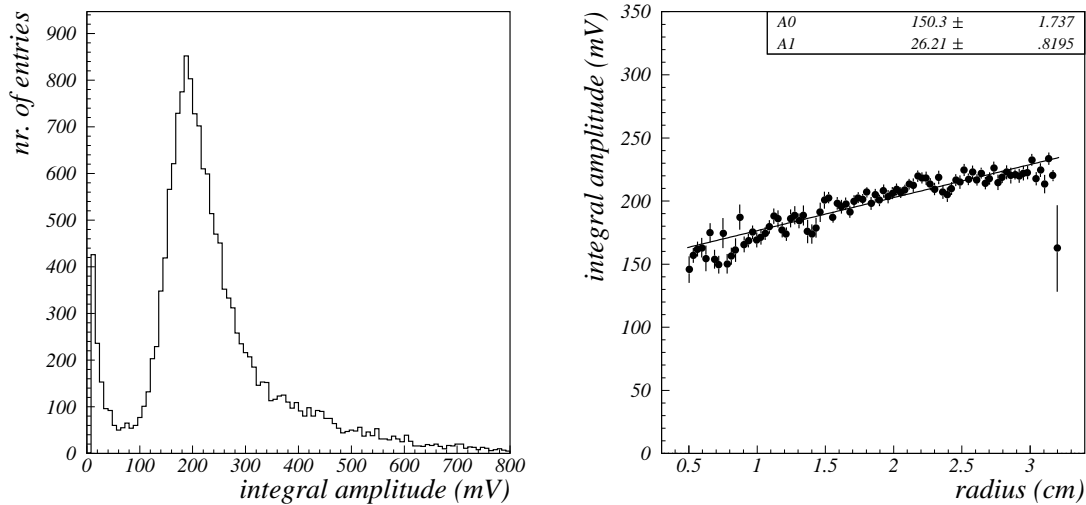 nr. of entries
900
800
700
600
500
400
300
200
100
0
0 100 200 300 400 500 600 700 800
integral amplitude (mV)
integral amplitude (mV)
350
300
250
200
150
100
50
0
A0 150.3 ± 1.737
A1 26.21 ± .8195
0.5 1 1.5 2 2.5 3
radius (cm)